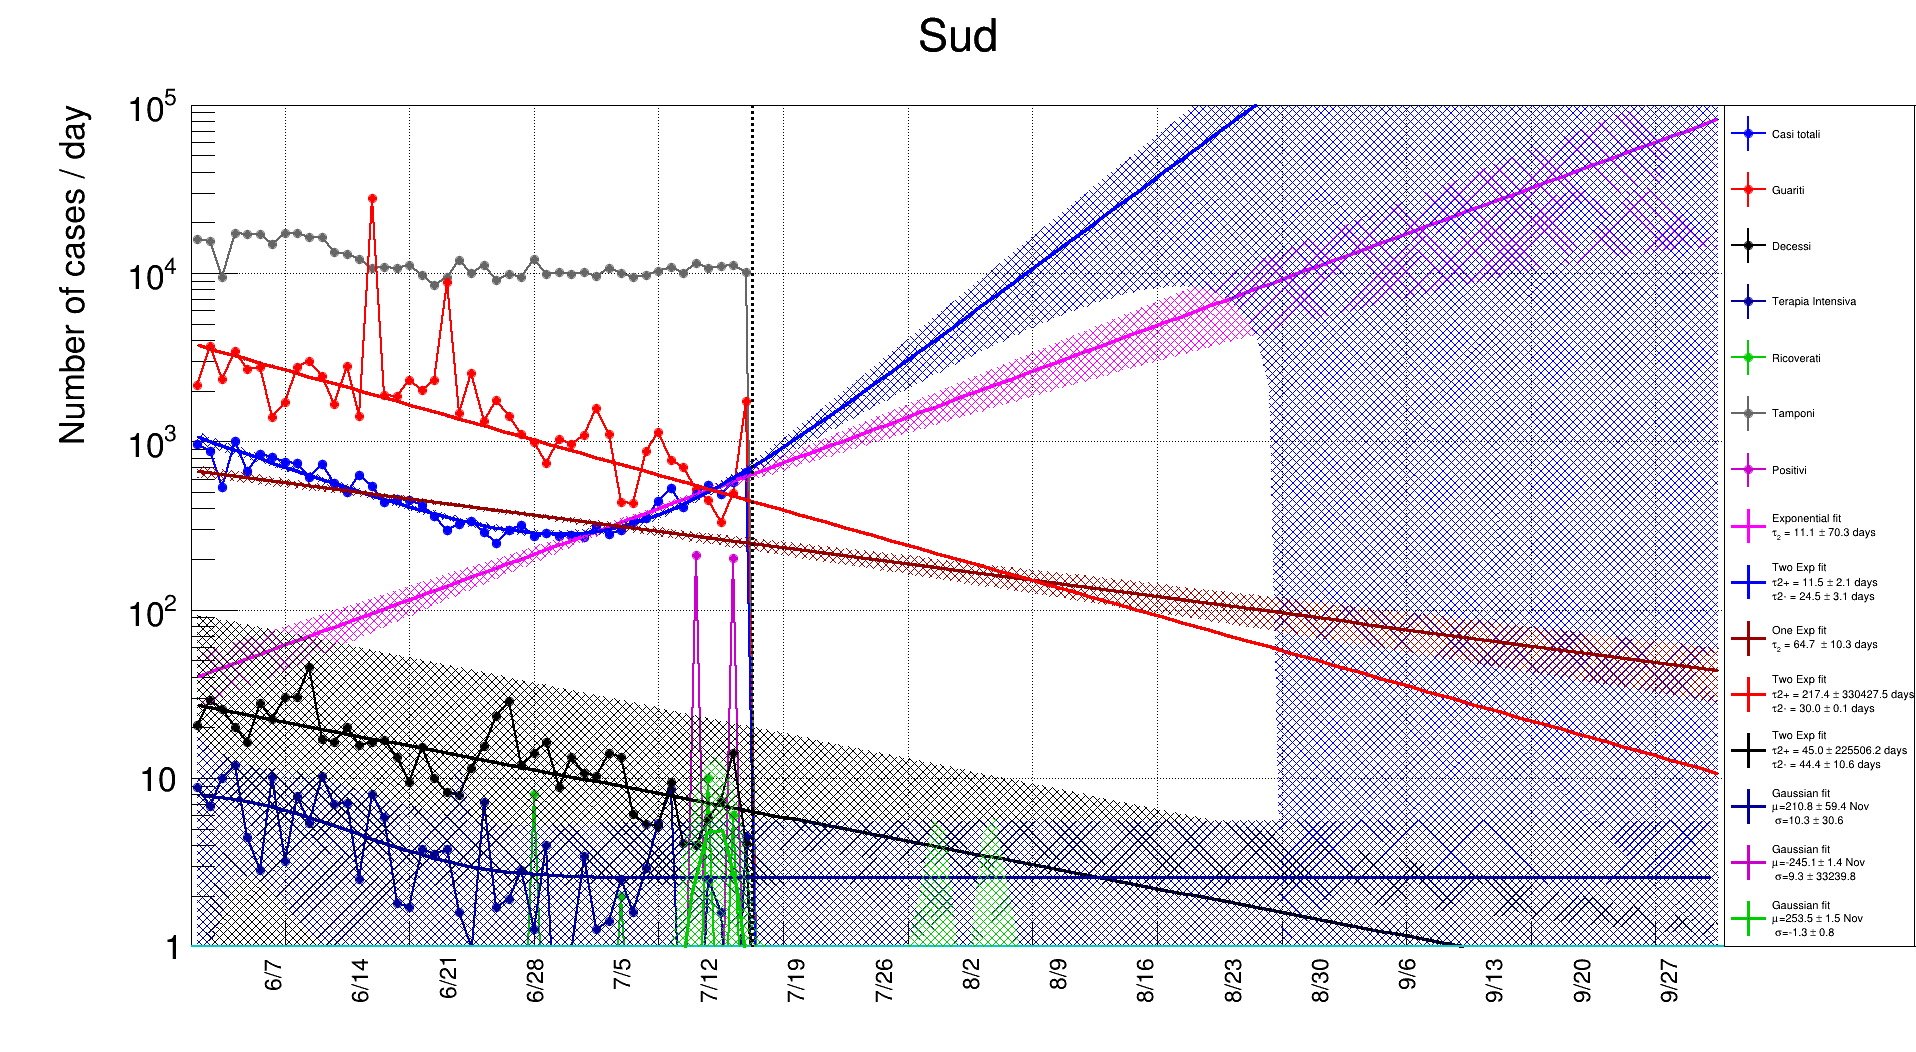 Sud
Number of cases / day
10^5
10^4
10^3
10^2
10
1
6/7
6/14
6/21
6/28
7/5
7/12
7/19
7/26
8/2
8/9
8/16
8/23
8/30
9/6
9/13
9/20
9/27
Casi totali
Guariti
Decessi
Terapia Intensiva
Ricoverati
Tamponi
Positivi
Exponential fit
τ₂ = 11.1 ± 70.3 days
Two Exp fit
τ2+ = 11.5 ± 2.1 days
τ2- = 24.5 ± 3.1 days
One Exp fit
τ₂ = 64.7 ± 10.3 days
Two Exp fit
τ2+ = 217.4 ± 330427.5 days
τ2- = 30.0 ± 0.1 days
Two Exp fit
τ2+ = 45.0 ± 225506.2 days
τ2- = 44.4 ± 10.6 days
Gaussian fit
μ=210.8 ± 59.4 Nov
σ=10.3 ± 30.6
Gaussian fit
μ=-245.1 ± 1.4 Nov
σ=9.3 ± 33239.8
Gaussian fit
μ=253.5 ± 1.5 Nov
σ=-1.3 ± 0.8